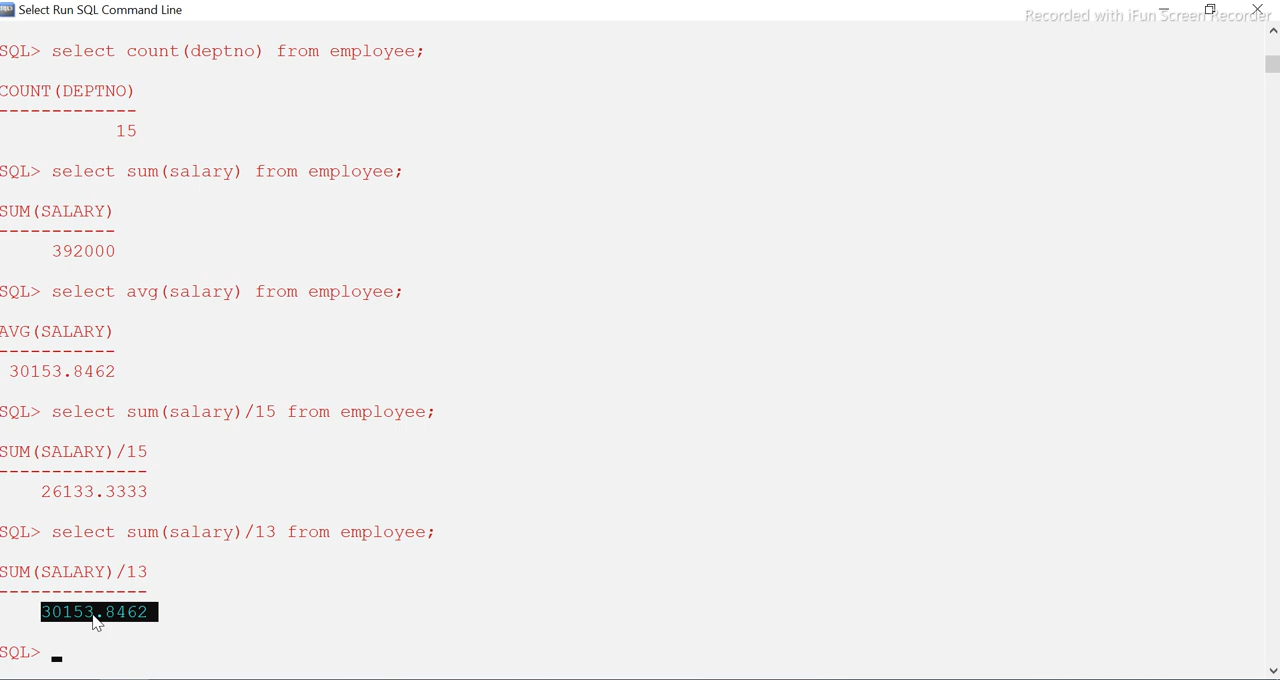 Select Run SQL Command Line
Recorded with iFun Screen Recorder
SQL> select count(deptno) from employee;
COUNT(DEPTNO)
-------------
15
SQL> select sum(salary) from employee;
SUM(SALARY)
-----------
392000
SQL> select avg(salary) from employee;
AVG(SALARY)
-----------
30153.8462
SQL> select sum(salary)/15 from employee;
SUM(SALARY)/15
--------------
26133.3333
SQL> select sum(salary)/13 from employee;
SUM(SALARY)/13
--------------
30153.8462
SQL>